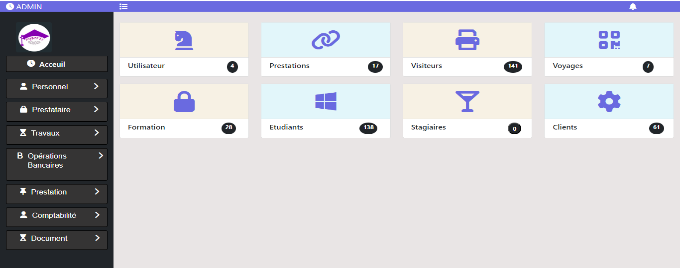 ADMIN
Acceuil
Personnel
Prestataire
Travaux
Opérations
Bancaires
Prestation
Comptabilité
Document
Utilisateur 4
Prestations 17
Visiteurs 141
Voyages 7
Formation 28
Etudiants 138
Stagiaires 0
Clients 61